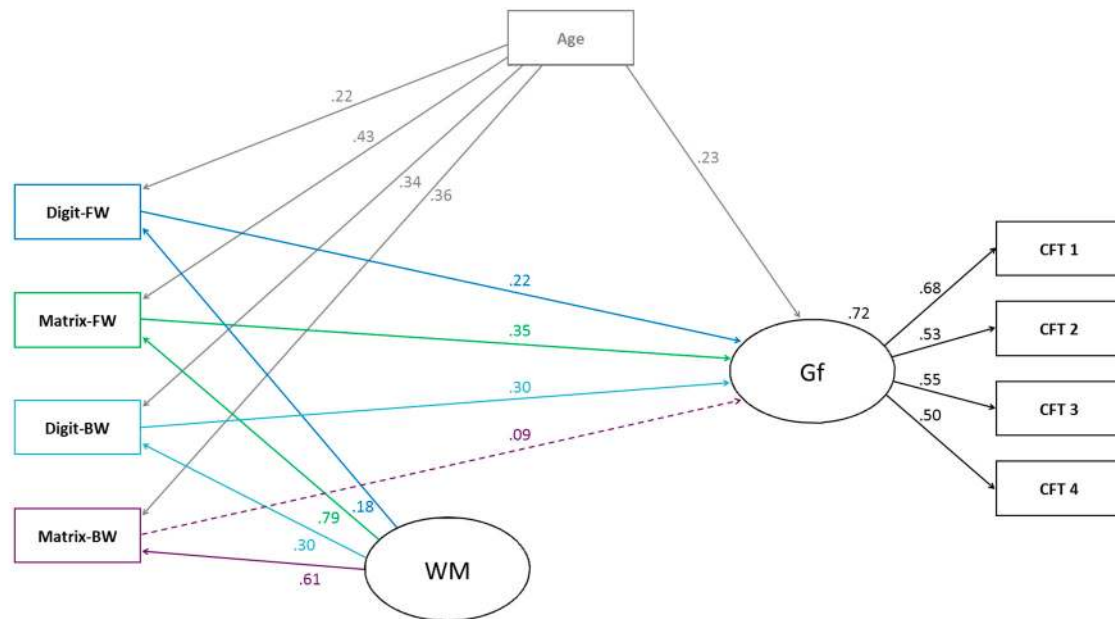 Age
.22
.43
.34
.36
.23
Digit-FW
.22
CFT 1
.72
.68
Matrix-FW
.35
.53
CFT 2
Gf
.55
.30
CFT 3
Digit-BW
.50
.09
CFT 4
.18
.79
Matrix-BW
.30
WM
.61